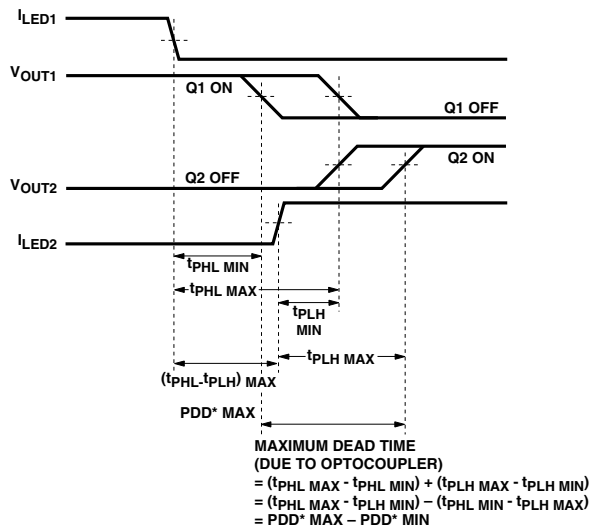 ILED1
VOUT1
Q1 ON
Q1 OFF
Q2 OFF
Q2 ON
VOUT2
ILED2
tPHL MIN
tPHL MAX
tPLH
MIN
tPLH MAX
(tPHL-tPLH) MAX
PDD* MAX
MAXIMUM DEAD TIME
(DUE TO OPTOCOUPLER)
= (tPHL MAX - tPHL MIN) + (tPLH MAX - tPLH MIN)
= (tPHL MAX - tPLH MIN) – (tPHL MIN - tPLH MAX)
= PDD* MAX – PDD* MIN